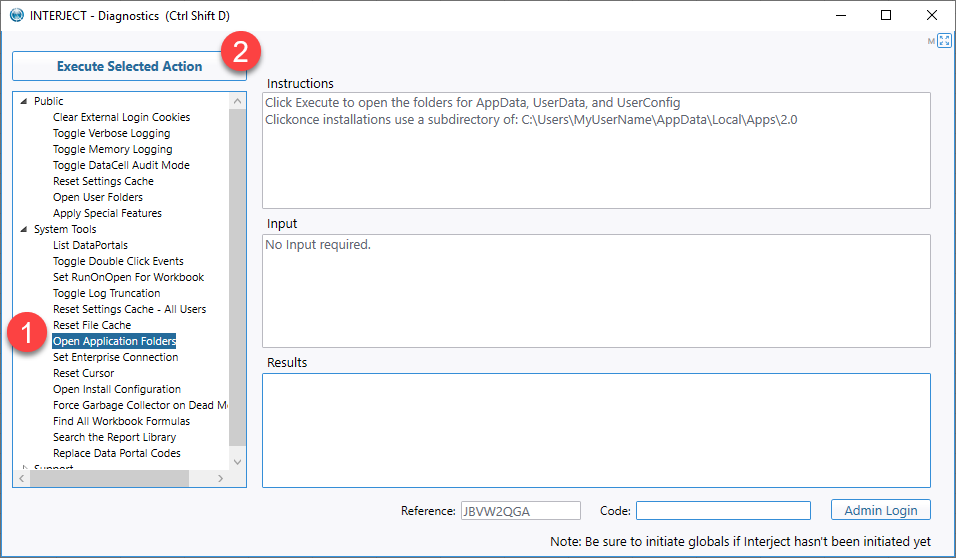 INTERJECT - Diagnostics (Ctrl Shift D)
M
Execute Selected Action
2
Public
Clear External Login Cookies
Toggle Verbose Logging
Toggle Memory Logging
Toggle DataCell Audit Mode
Reset Settings Cache
Open User Folders
Apply Special Features
System Tools
List DataPortals
Toggle Double Click Events
Set RunOnOpen For Workbook
Toggle Log Truncation
Reset Settings Cache - All Users
Reset File Cache
1
Open Application Folders
Set Enterprise Connection
Reset Cursor
Open Install Configuration
Force Garbage Collector on Dead M
Find All Workbook Formulas
Search the Report Library
Replace Data Portal Codes
Support
Instructions
Click Execute to open the folders for AppData, UserData, and UserConfig
Clickonce installations use a subdirectory of: C:\Users\MyUserName\AppData\Local\Apps\2.0
Input
No Input required.
Results
Reference: JBVW2QGA Code: Admin Login
Note: Be sure to initiate globals if Interject hasn't been initiated yet